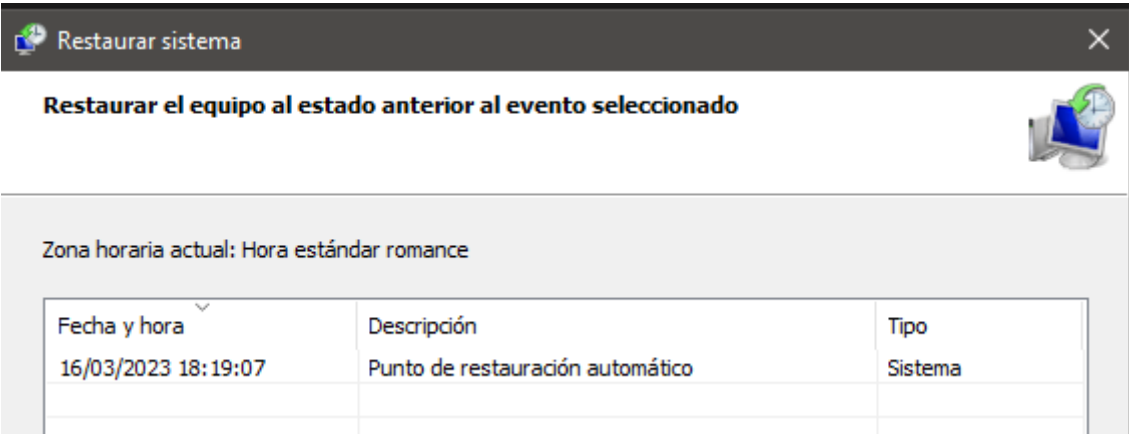 Restaurar sistema
Restaurar el equipo al estado anterior al evento seleccionado
Zona horaria actual: Hora estándar romance
Fecha y hora Descripción Tipo
16/03/2023 18:19:07 Punto de restauración automático Sistema